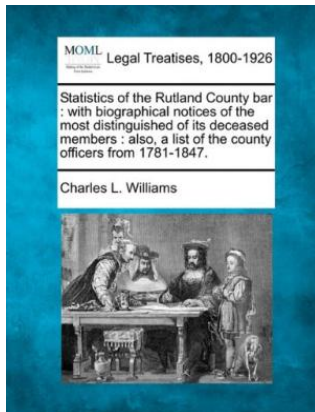 MOML Legal Treatises, 1800-1926
Statistics of the Rutland County bar
: with biographical notices of the
most distinguished of its deceased
members : also, a list of the county
officers from 1781-1847.
Charles L. Williams